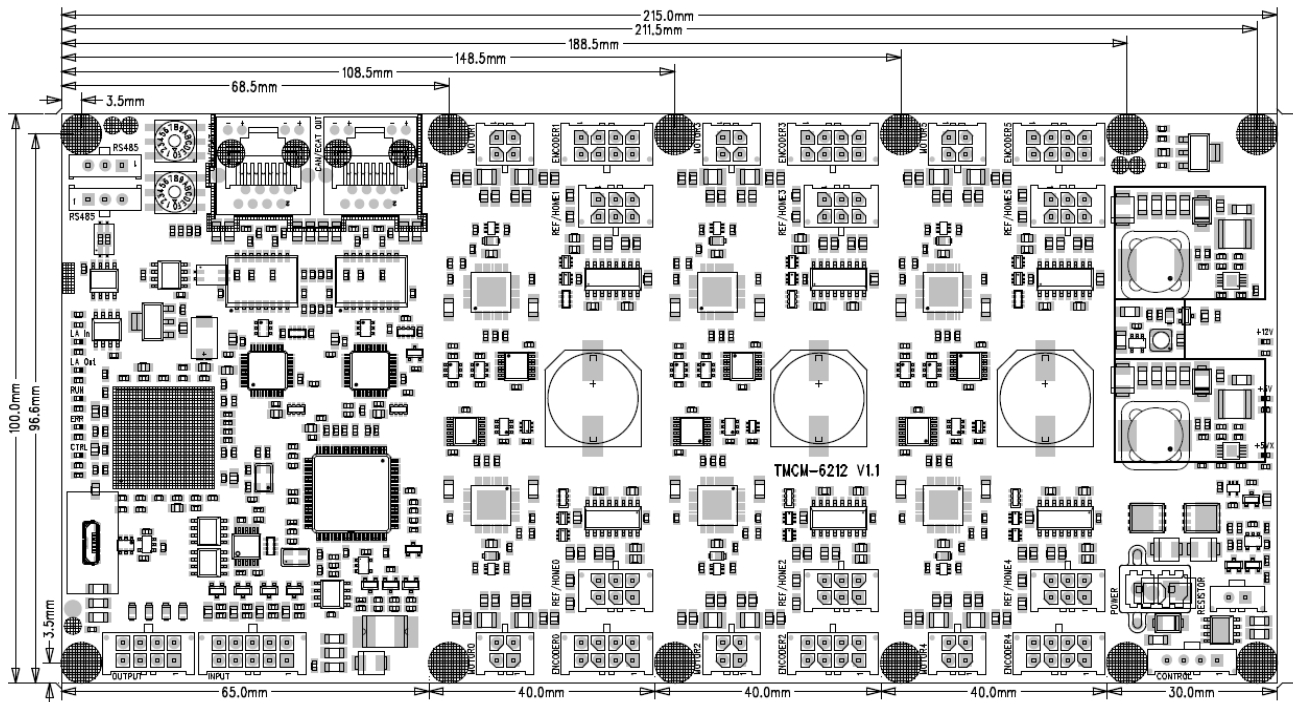 215.0mm
211.5mm
188.5mm
148.5mm
108.5mm
68.5mm
3.5mm
RS485
CAN/ECAT OUT
MOTOR1
ENCODER1
MOTOR3
ENCODER3
MOTOR5
ENCODER5
RS485
REF/HOME1
REF/HOME3
REF/HOME5
100.0mm
96.6mm
LA In
LA Out
RUN
ERR
CTRL
+12V
+5V
+5VX
TMCM-6212 V1.1
REF/HOME0
REF/HOME2
REF/HOME4
POWER
RESISTOR
3.5mm
MOTOR0
ENCODER0
MOTOR2
ENCODER2
MOTOR4
ENCODER4
OUTPUT
INPUT
CONTROL
65.0mm
40.0mm
40.0mm
40.0mm
30.0mm